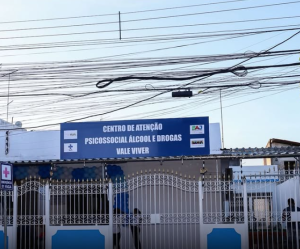 CENTRO DE ATENÇÃO
PSICOSSOCIAL ÁLCOOL E DROGAS
VALE VIVER